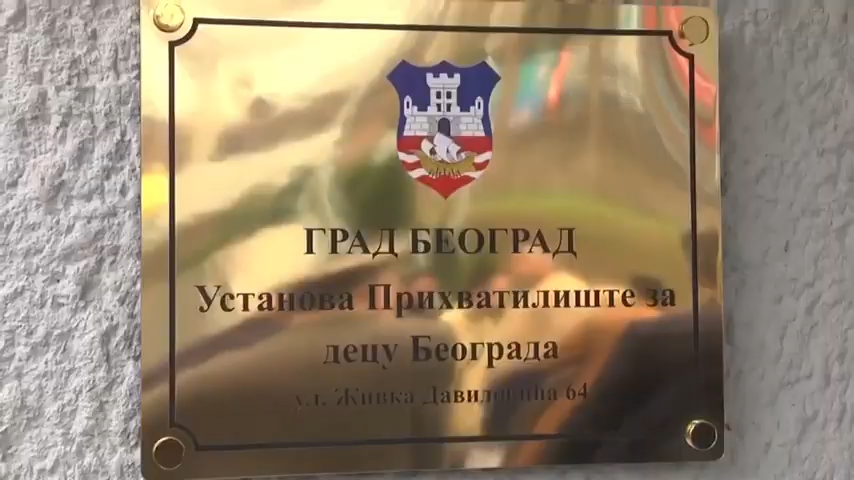 ГРАД БЕОГРАД
Установа Прихватилиште за
децу Београда
ул. Живка Давидовића 64